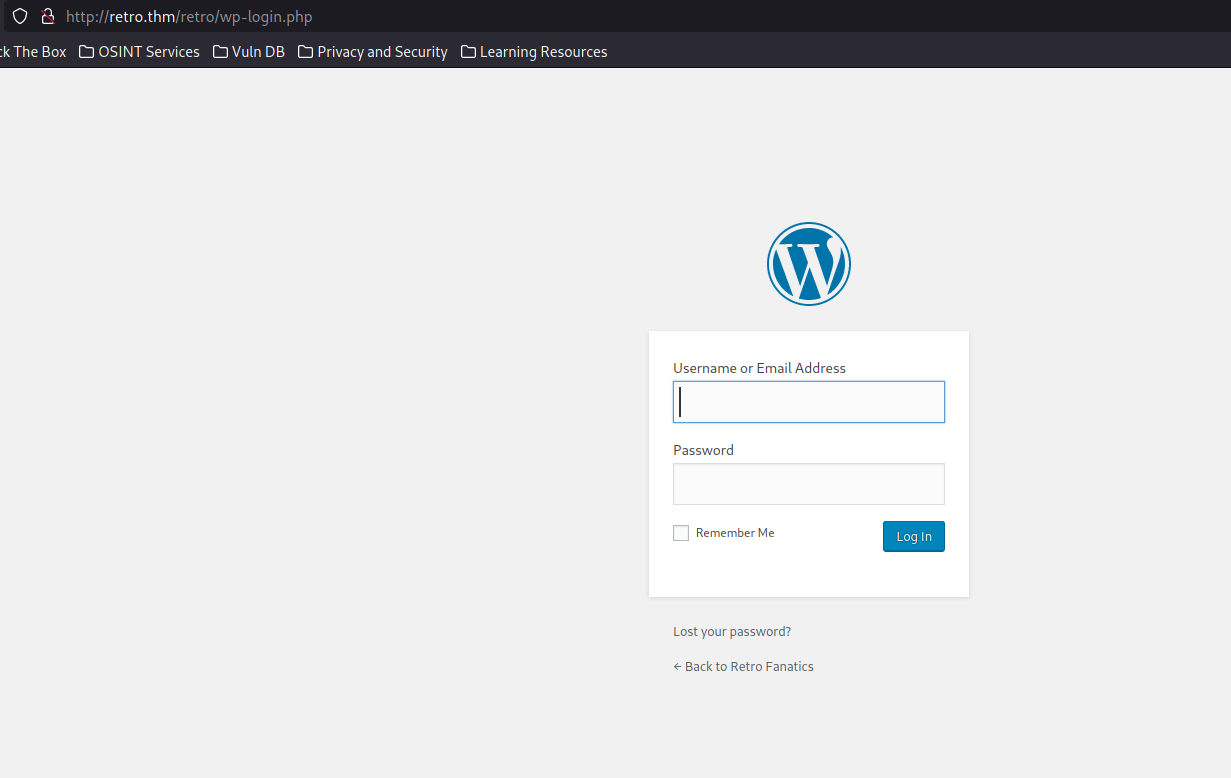 http://retro.thm/retro/wp-login.php
ck The Box OSINT Services Vuln DB Privacy and Security Learning Resources
Username or Email Address
Password
Remember Me Log In
Lost your password?
← Back to Retro Fanatics